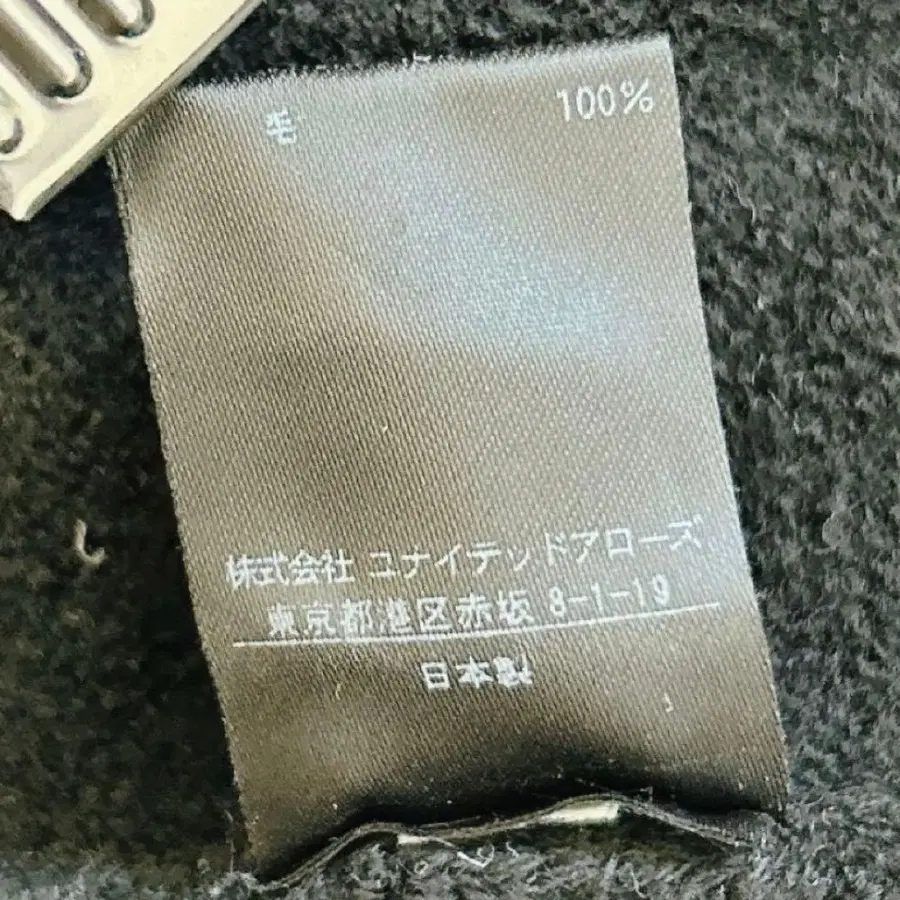 毛 100%
株式会社 ユナイテッドアローズ
東京都港区赤坂 8-1-19
日本製